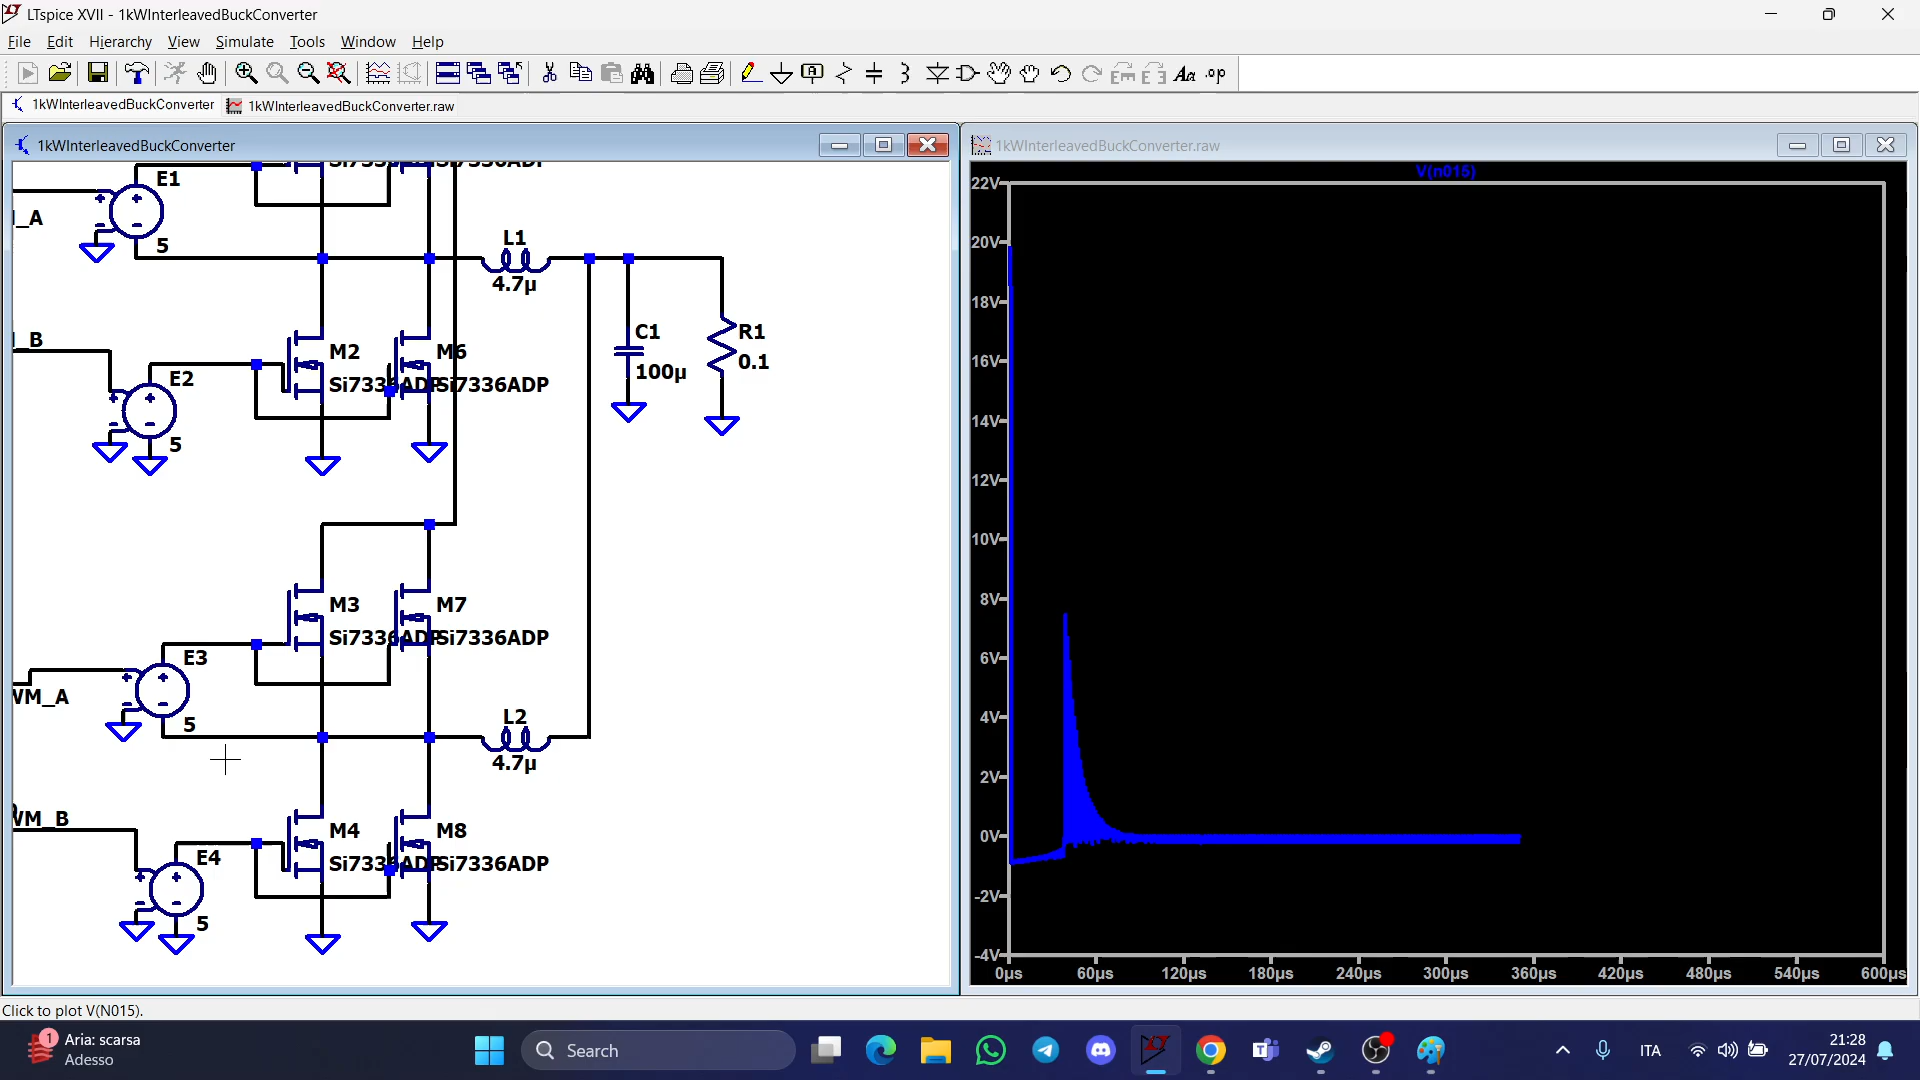 LTspice XVII - 1kWInterleavedBuckConverter
File Edit Hierarchy View Simulate Tools Window Help
1kWInterleavedBuckConverter 1kWInterleavedBuckConverter.raw
1kWInterleavedBuckConverter
E1
5
L1
4.7µ
C1
100µ
R1
0.1
_B
E2
5
M2
Si7336ADP
M6
Si7336ADP
M3
Si7336ADP
M7
Si7336ADP
E3
5
L2
4.7µ
M4
Si7336ADP
M8
Si7336ADP
E4
5
1kWInterleavedBuckConverter.raw
V(n015)
22V
20V
18V
16V
14V
12V
10V
8V
6V
4V
2V
0V
-2V
-4V
0µs 60µs 120µs 180µs 240µs 300µs 360µs 420µs 480µs 540µs 600µs
Click to plot V(N015).
1
Aria: scarsa
Adesso
Search
ITA
21:28
27/07/2024